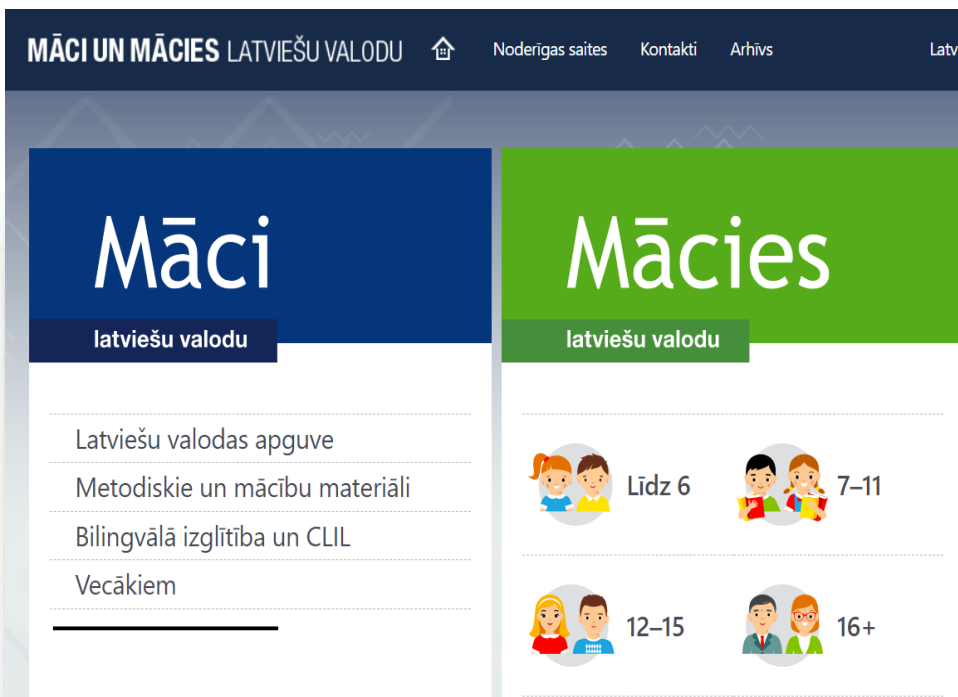 MĀCI UN MĀCIES LATVIEŠU VALODU Noderīgas saites Kontakti Arhīvs Latv
Māci
latviešu valodu
Latviešu valodas apguve
Metodiskie un mācību materiāli
Bilingvālā izglītība un CLIL
Vecākiem
Mācies
latviešu valodu
Līdz 6 7–11
12–15 16+